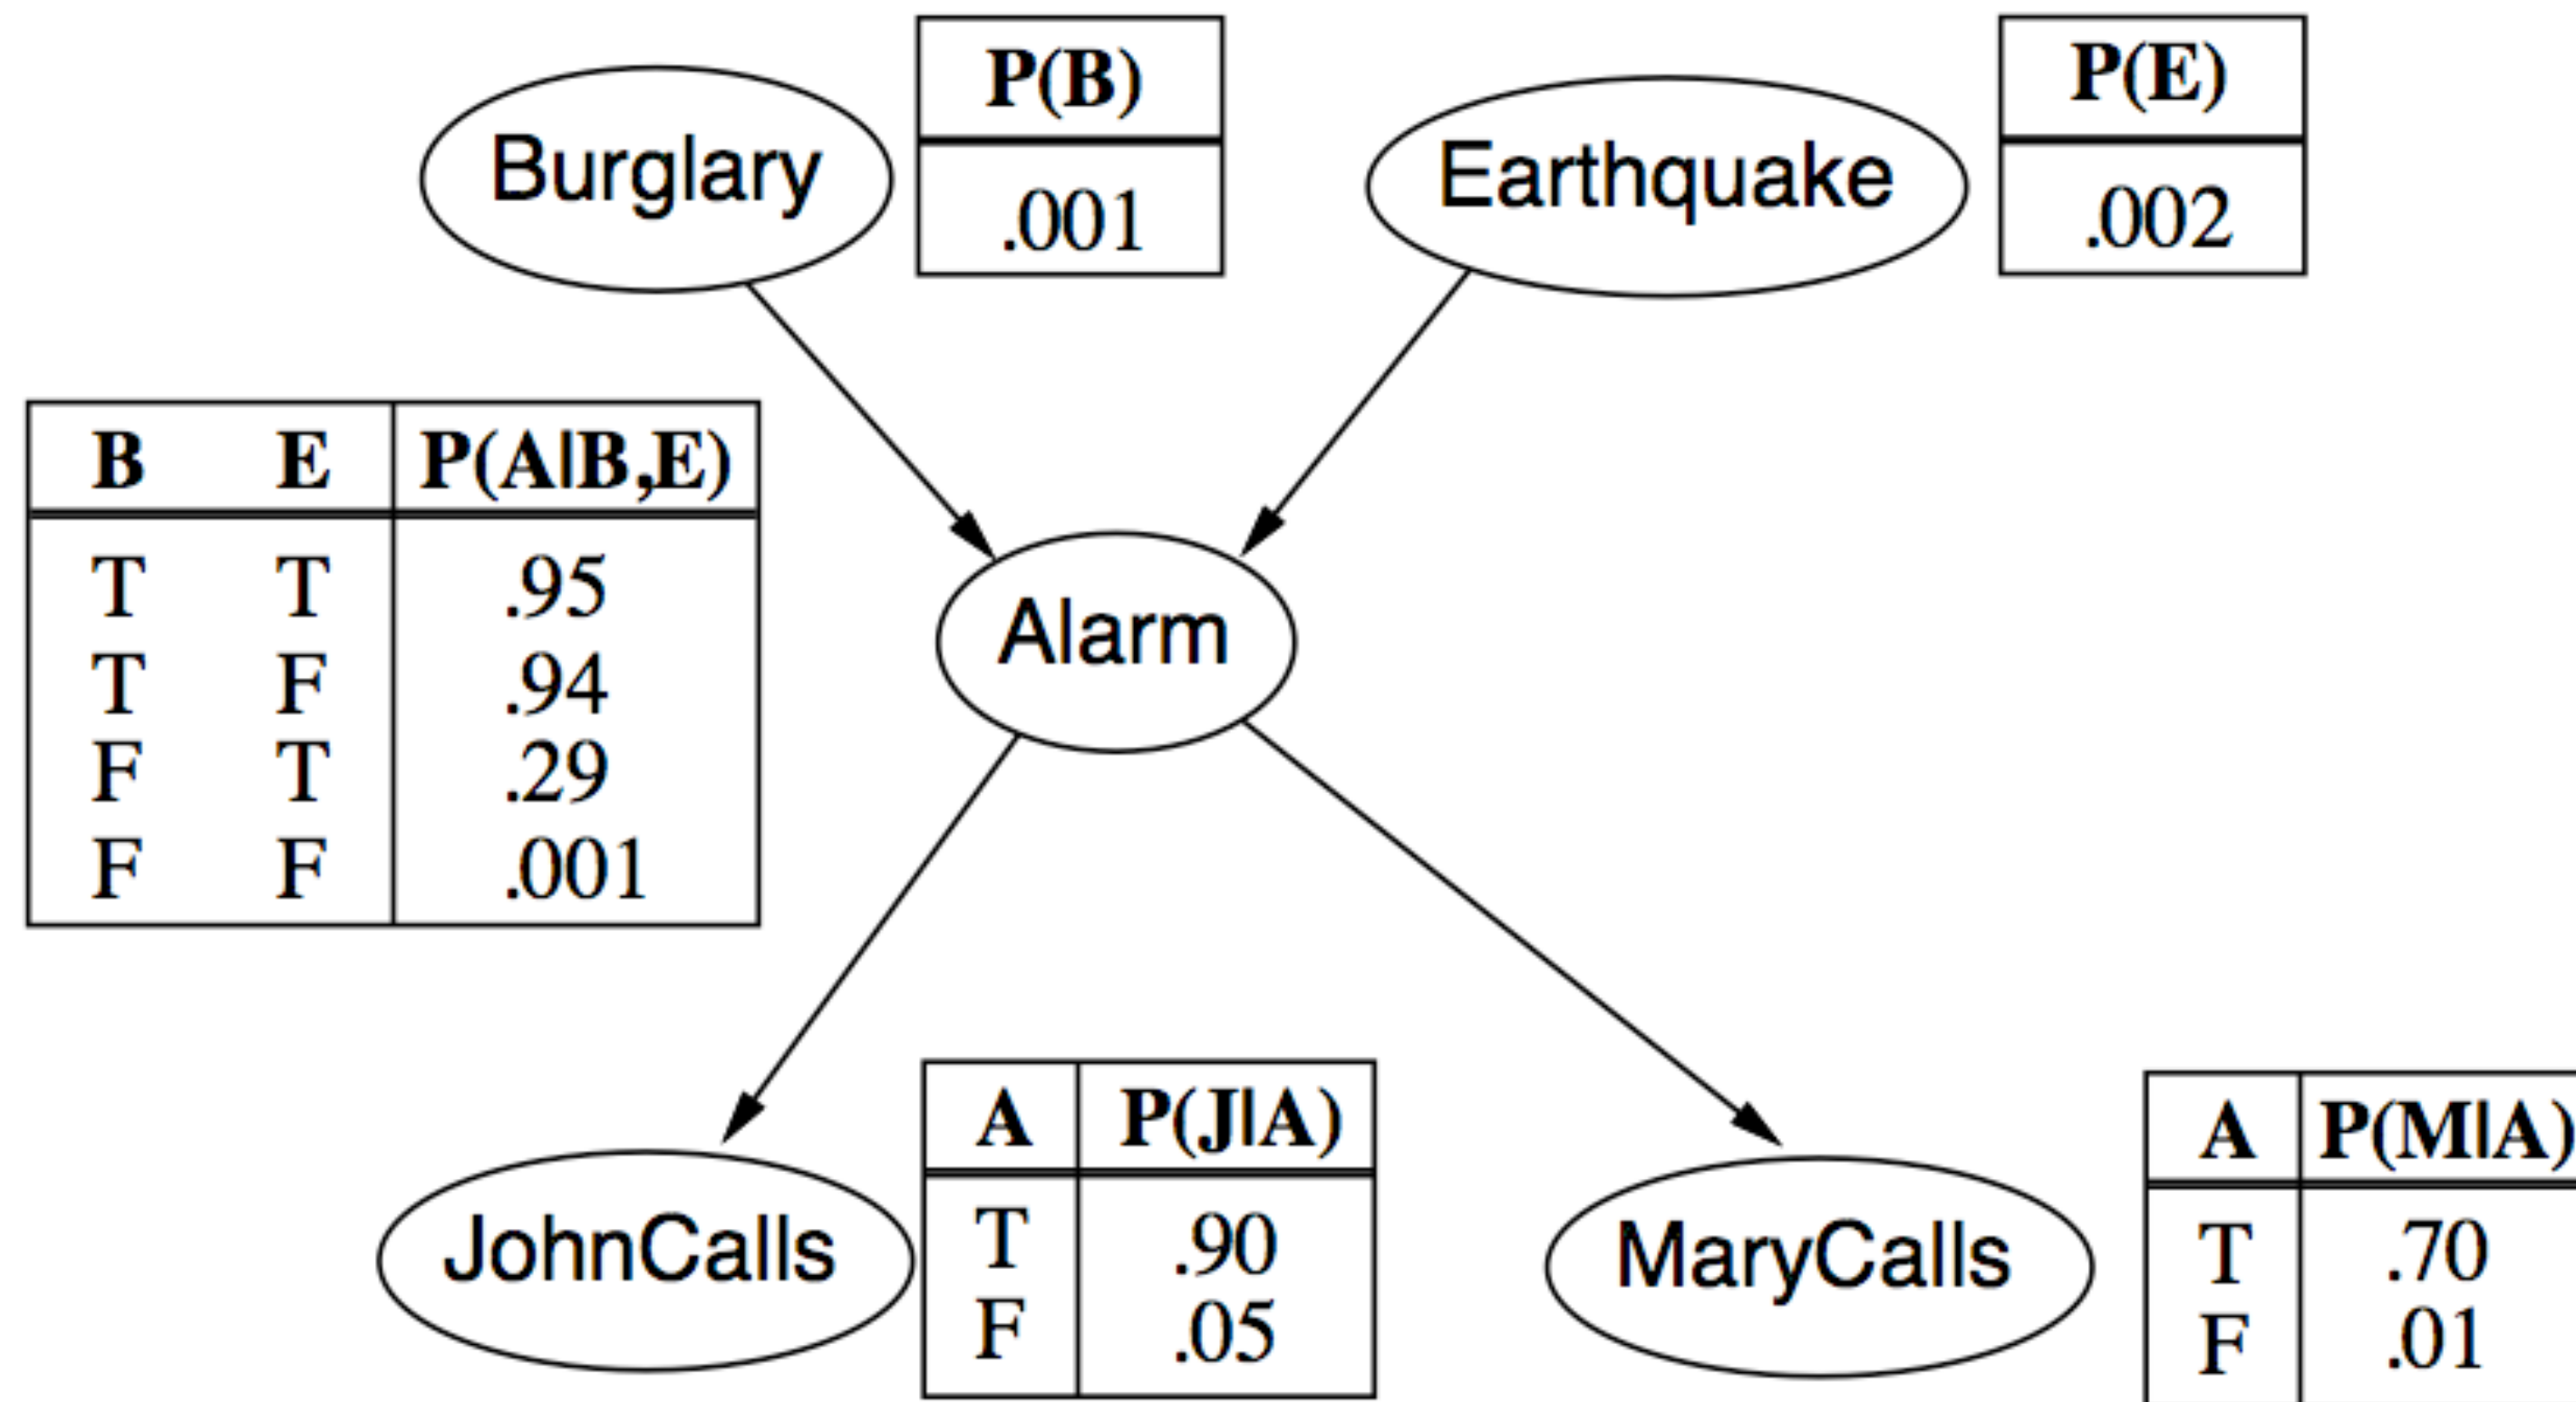 Burglary
P(B)
.001
Earthquake
P(E)
.002
B E P(A|B,E)
T T .95
T F .94
F T .29
F F .001
Alarm
JohnCalls
A P(J|A)
T .90
F .05
MaryCalls
A P(M|A)
T .70
F .01